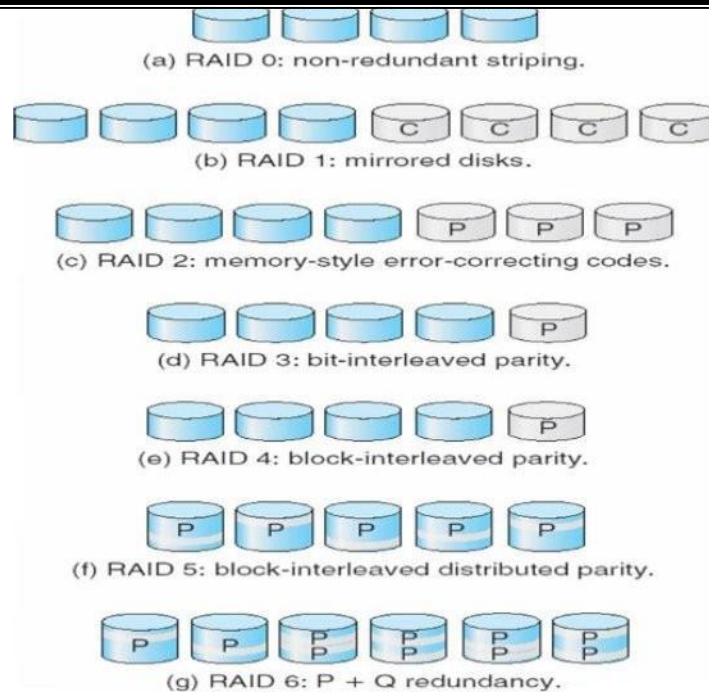 (a) RAID 0: non-redundant striping.
C C C C
(b) RAID 1: mirrored disks.
P P P
(c) RAID 2: memory-style error-correcting codes.
P
(d) RAID 3: bit-interleaved parity.
P
(e) RAID 4: block-interleaved parity.
P P P P P
(f) RAID 5: block-interleaved distributed parity.
P P P P P P
P P P P
(g) RAID 6: P + Q redundancy.